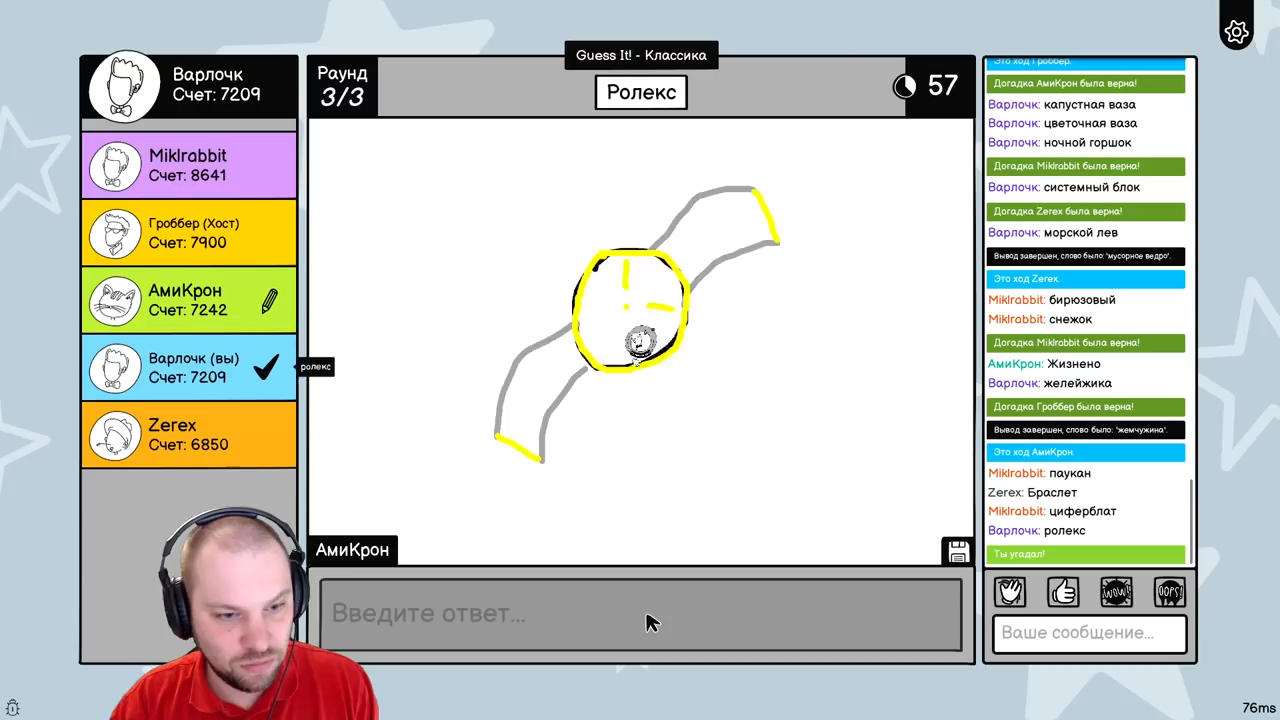 Guess It! - Классика
Варлочк
Счет: 7209
Раунд
3/3
Ролекс
57
Miklrabbit
Счет: 8641
Гроббер (Хост)
Счет: 7900
АмиКрон
Счет: 7242
Варлочк (вы)
Счет: 7209
ролекс
Zerex
Счет: 6850
АмиКрон
Введите ответ...
Это ход Гроббер.
Догадка АмиКрон была верна!
Варлочк: капустная ваза
Варлочк: цветочная ваза
Варлочк: ночной горшок
Догадка Miklrabbit была верна!
Варлочк: системный блок
Догадка Zerex была верна!
Варлочк: морской лев
Вывод завершен, слово было: 'мусорное ведро'.
Это ход Zerex.
Miklrabbit: бирюзовый
Miklrabbit: снежок
Догадка Miklrabbit была верна!
АмиКрон: Жизнено
Варлочк: желейжика
Догадка Гроббер была верна!
Вывод завершен, слово было: 'жемчужина'.
Это ход АмиКрон.
Miklrabbit: паукан
Zerex: Браслет
Miklrabbit: циферблат
Варлочк: ролекс
Ты угадал!
WOW!
OOPS!
Ваше сообщение...
76ms